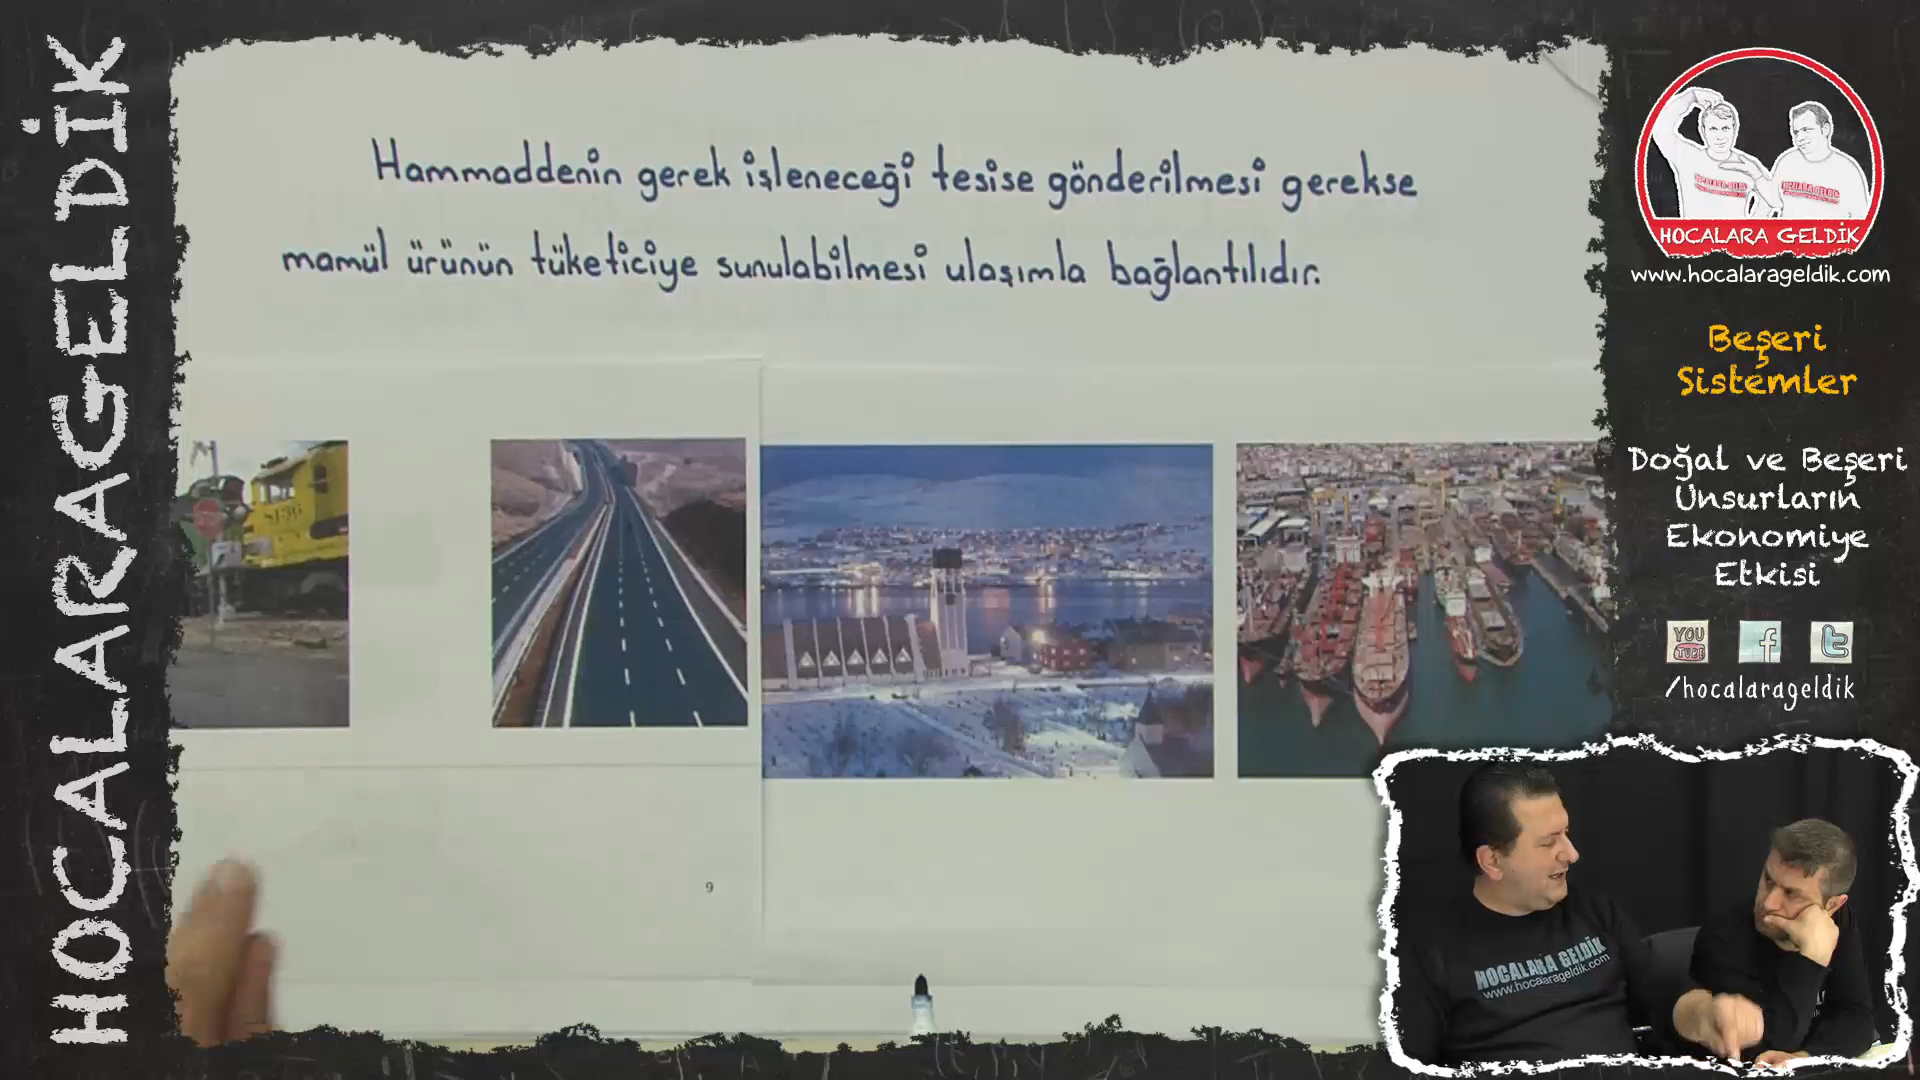 HOCALARAGELDİK
Hammaddenin gerek işleneceği tesise gönderilmesi gerekse
mamül ürünün tüketiciye sunulabilmesi ulaşımla bağlantılıdır.
9
HOCALARA GELDİK
www.hocalarageldik.com
Beşeri
Sistemler
Doğal ve Beşeri
Unsurların
Ekonomiye
Etkisi
YOU
TUBE
/hocalarageldik
HOCALARA GELDİK
www.hocalarageldik.com